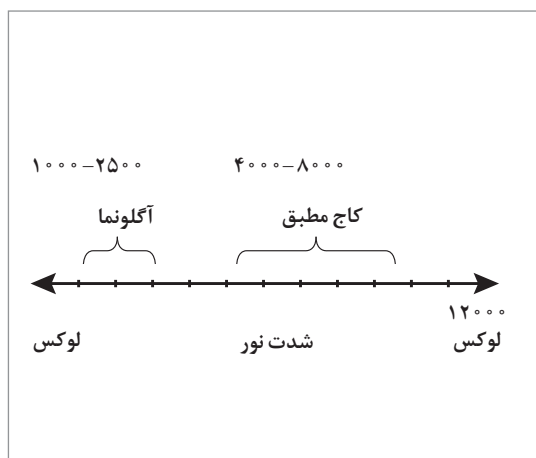 ۱۰۰۰-۲۵۰۰ ۴۰۰۰-۸۰۰۰
آگلونما کاج مطبق
۱۲۰۰۰
لوکس شدت نور لوکس